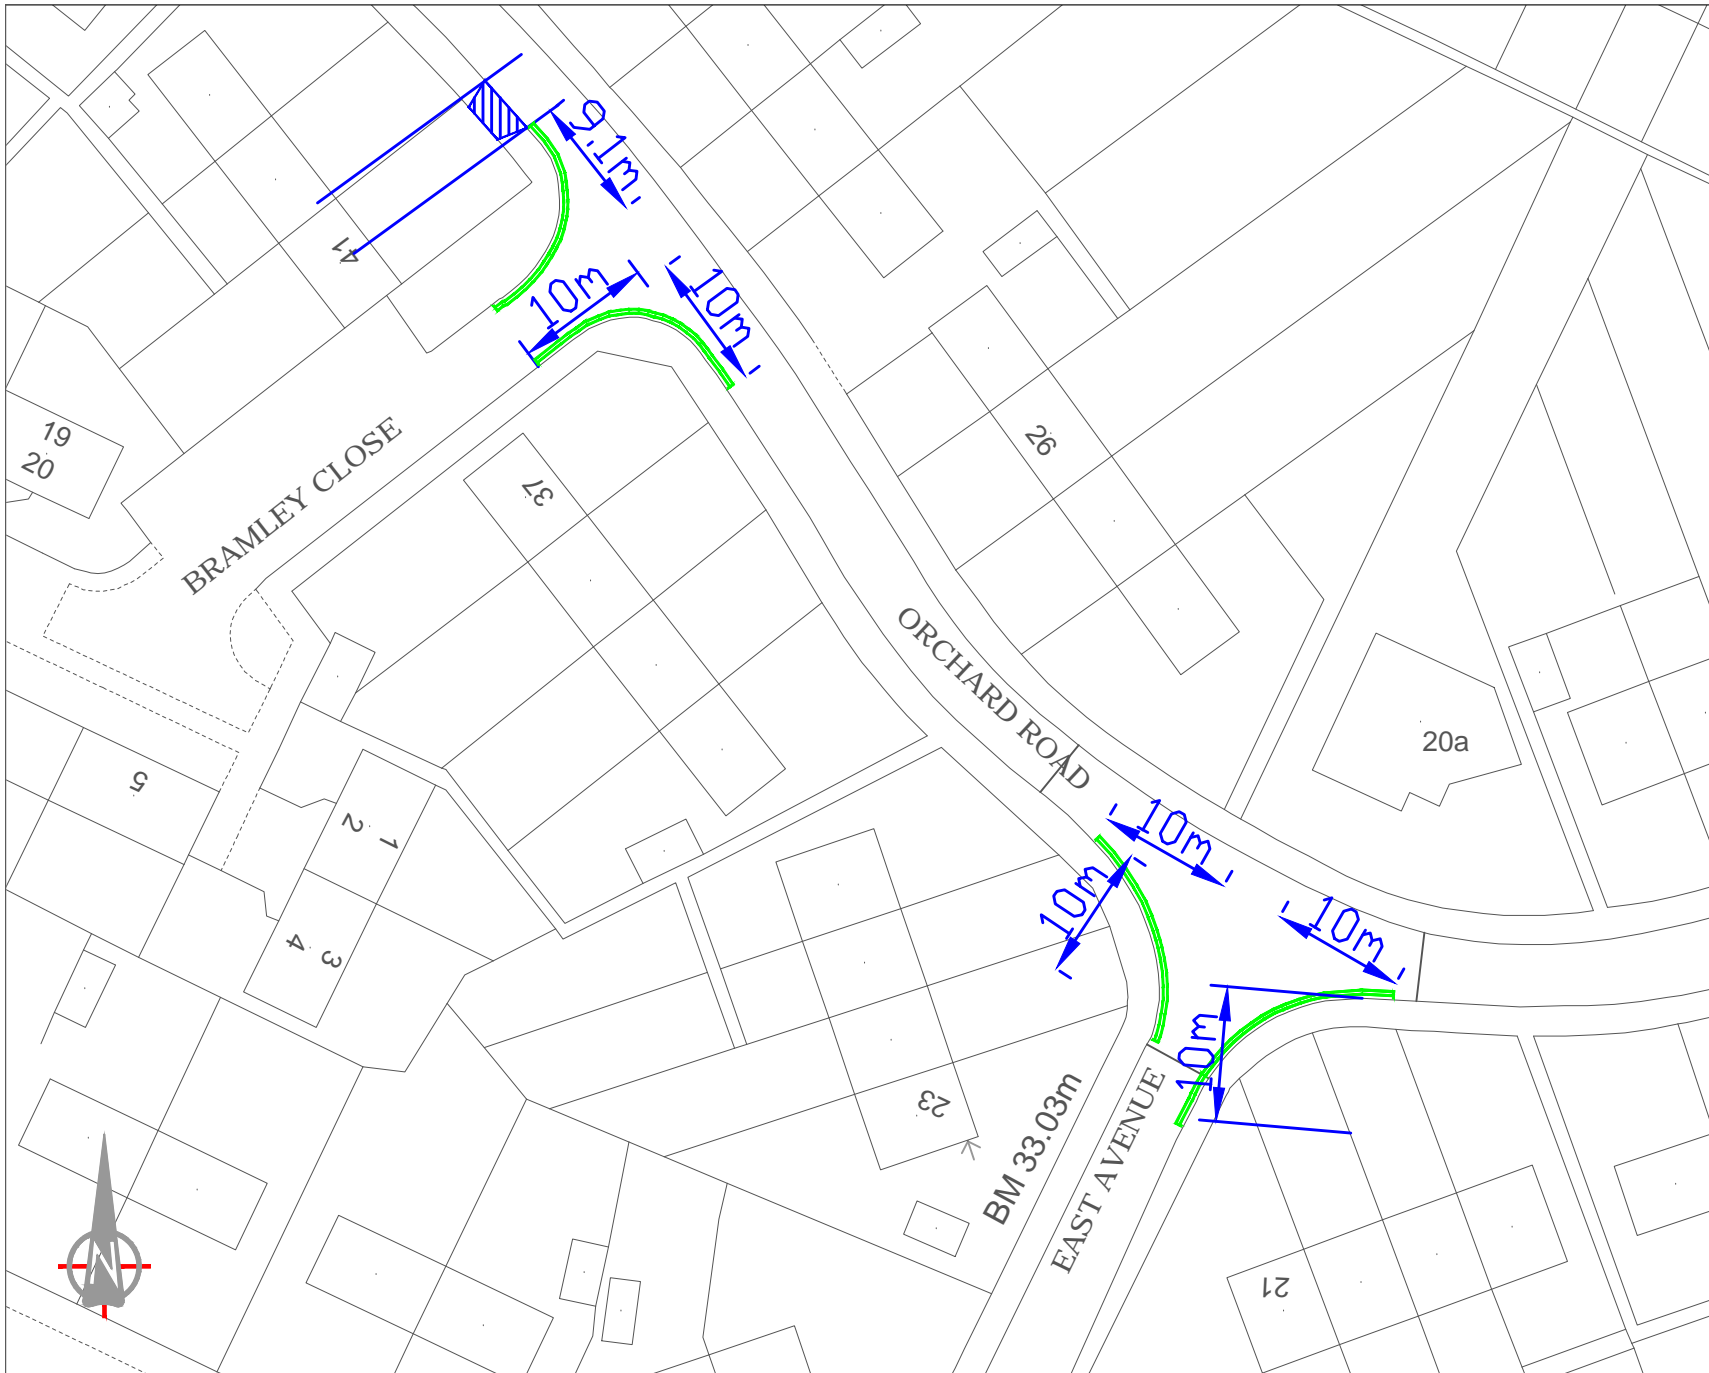 9.1m
41
10m
10m
19
20
BRAMLEY CLOSE
37
26
ORCHARD ROAD
20a
5
1
2
3
4
10m
10m
10m
10m
23
BM 33.03m
EAST AVENUE
21
N